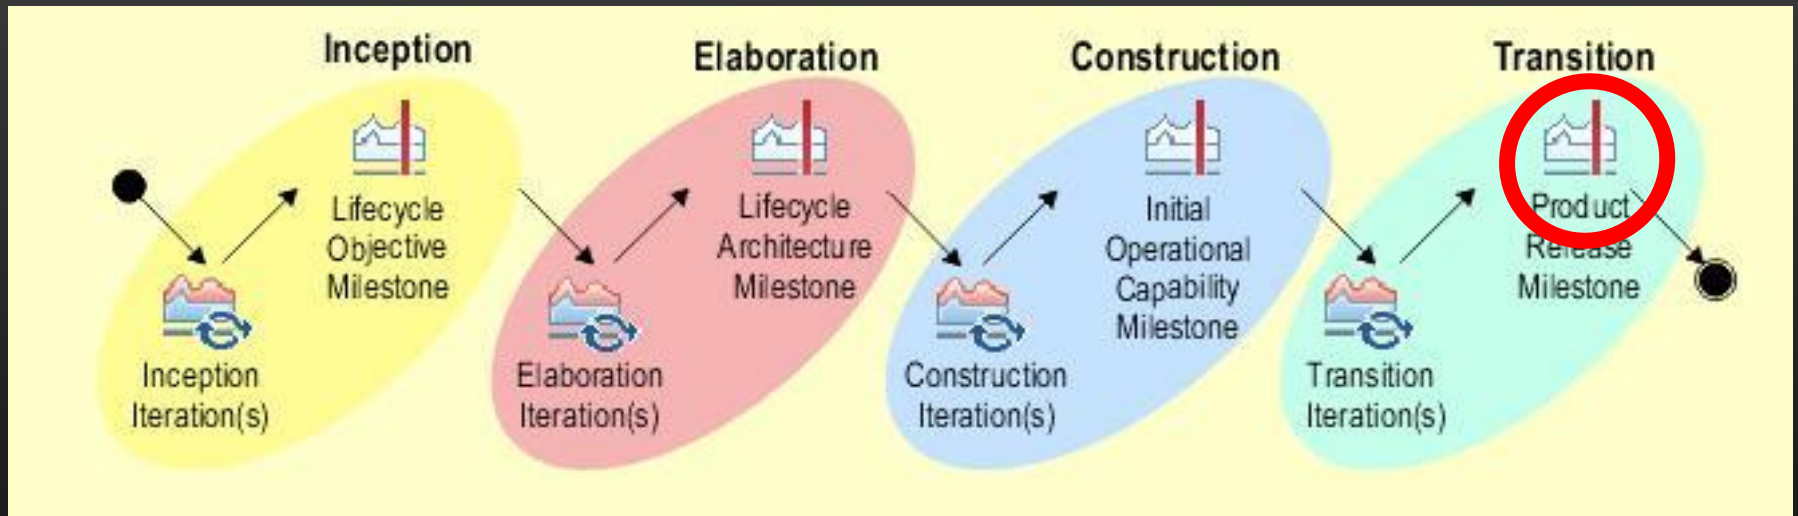 Inception
Lifecycle
Objective
Milestone
Inception
Iteration(s)
Elaboration
Lifecycle
Architecture
Milestone
Elaboration
Iteration(s)
Construction
Initial
Operational
Capability
Milestone
Construction
Iteration(s)
Transition
Product
Release
Milestone
Transition
Iteration(s)